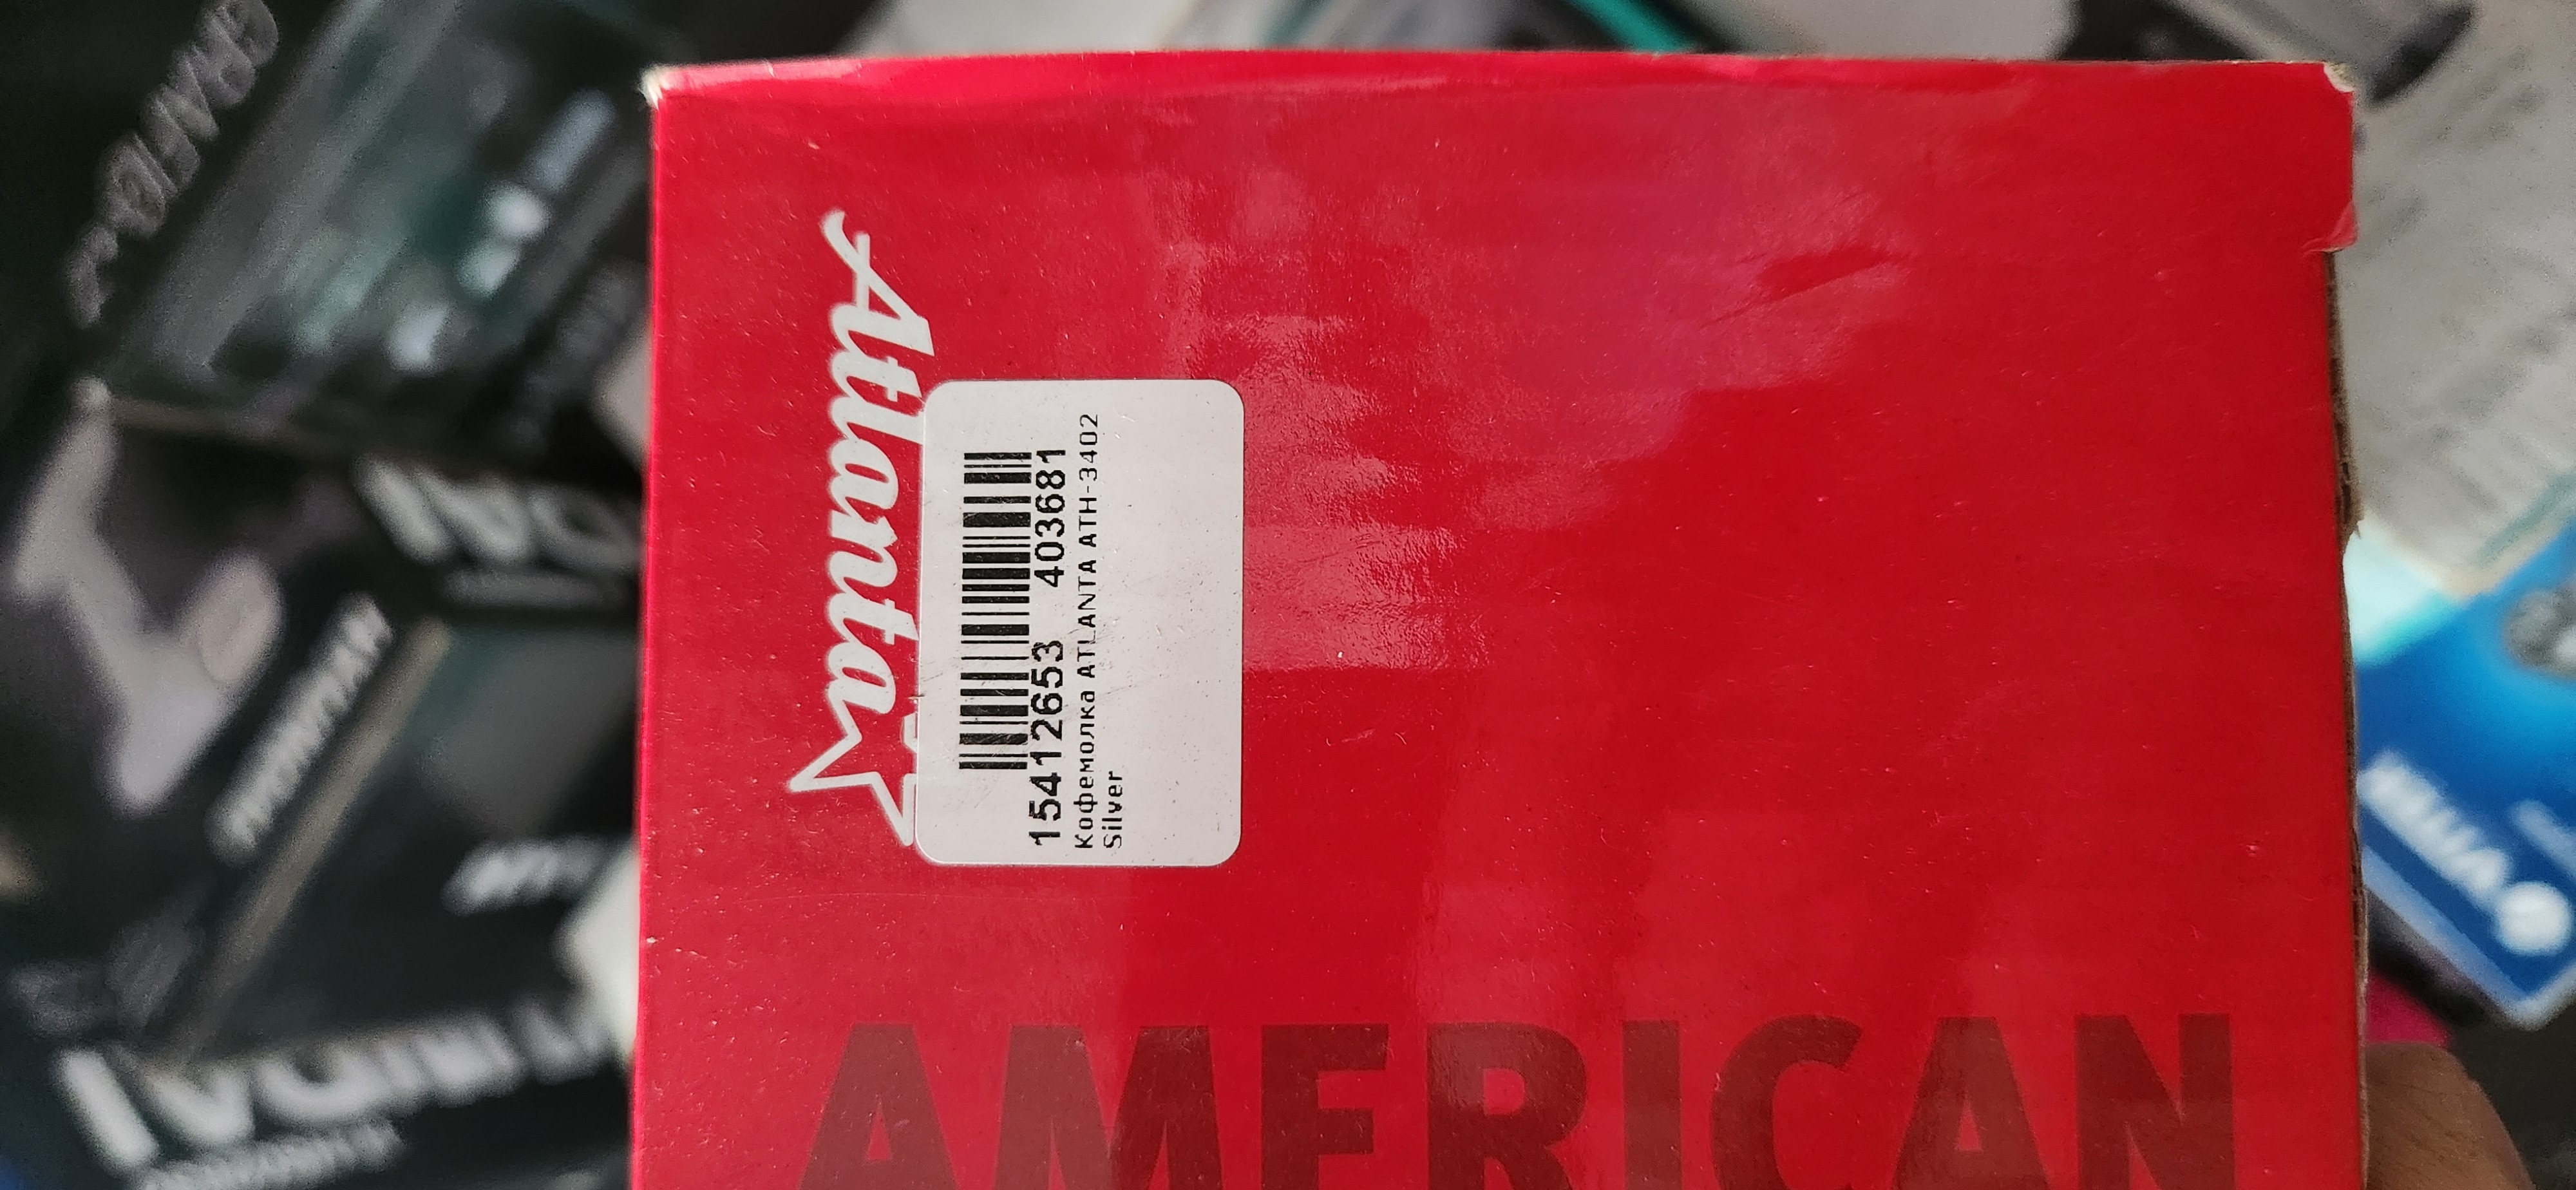 Atlanta
15412653 403681
Кофемолка ATLANTA ATH-3402
Silver
AMERICAN